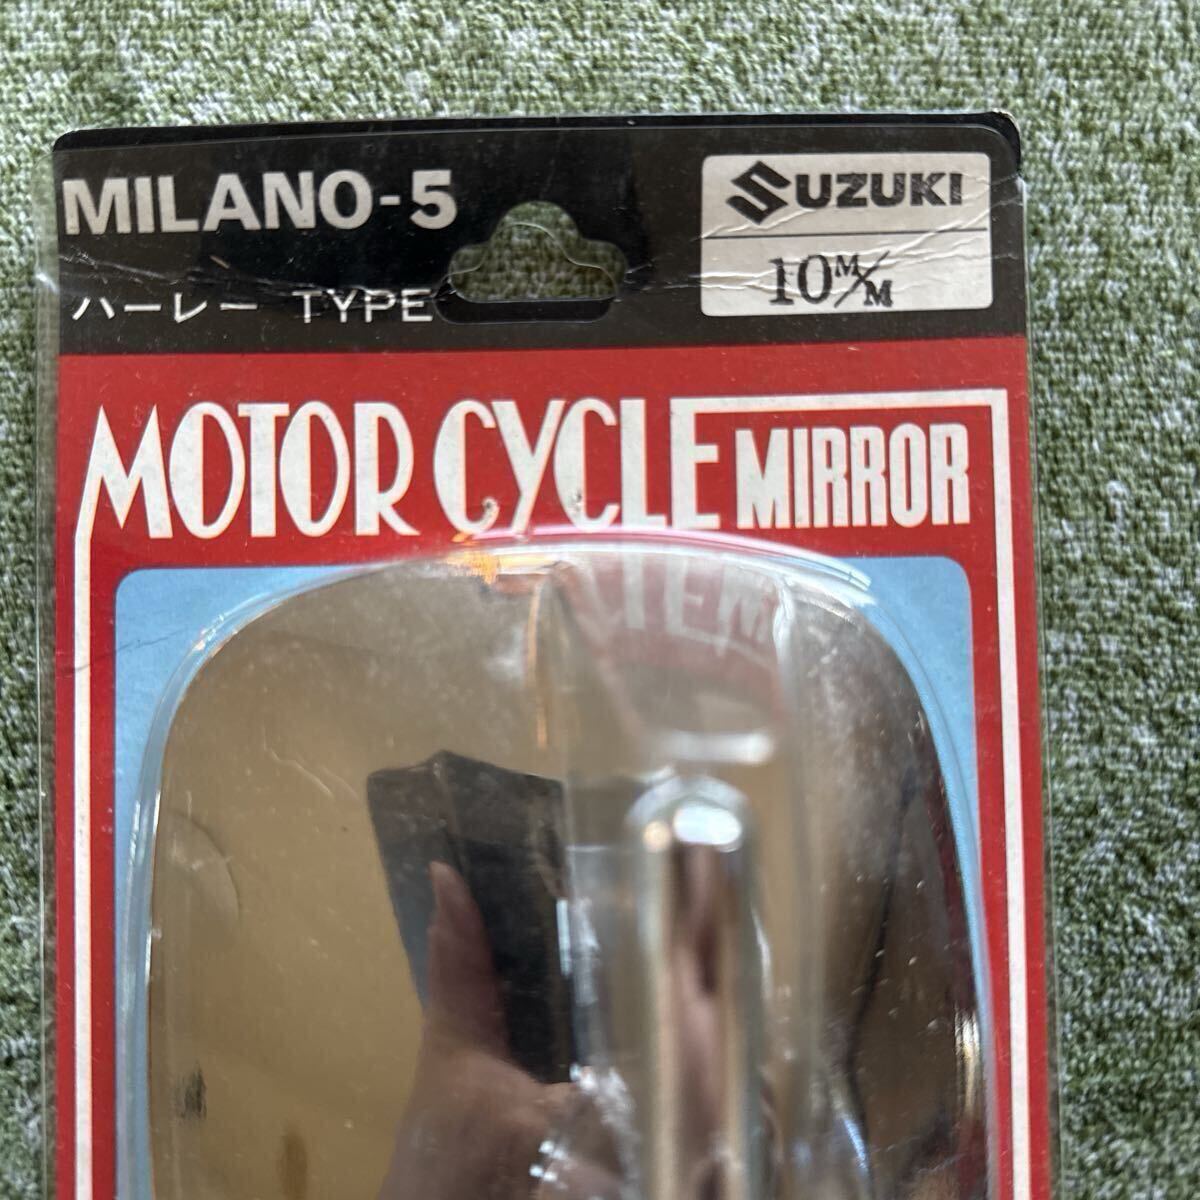 MILANO-5
ハーレー TYPE
SUZUKI
10M/M
MOTOR CYCLE MIRROR